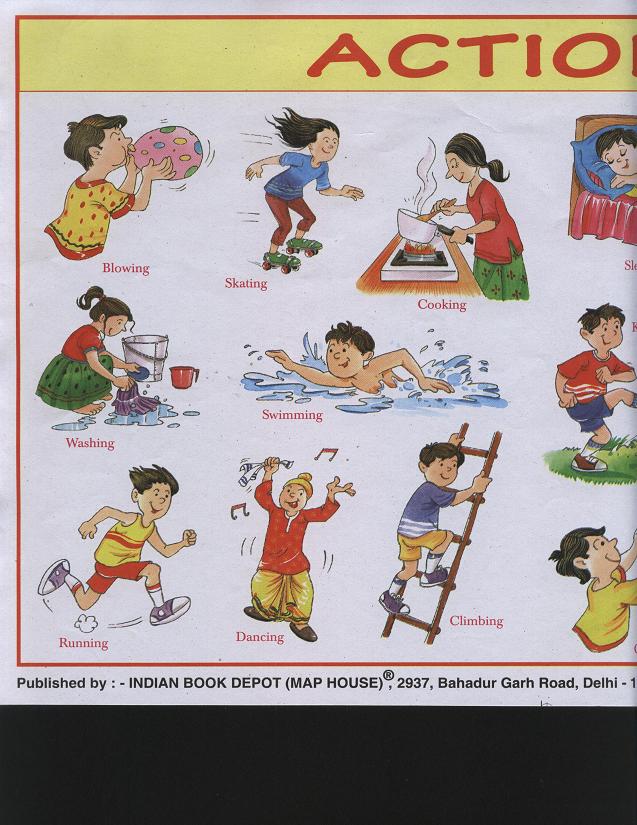 ACTIO
Blowing
Skating
Cooking
Sle
K
Washing
Swimming
Running
Dancing
Climbing
Published by : - INDIAN BOOK DEPOT (MAP HOUSE)®, 2937, Bahadur Garh Road, Delhi - 1